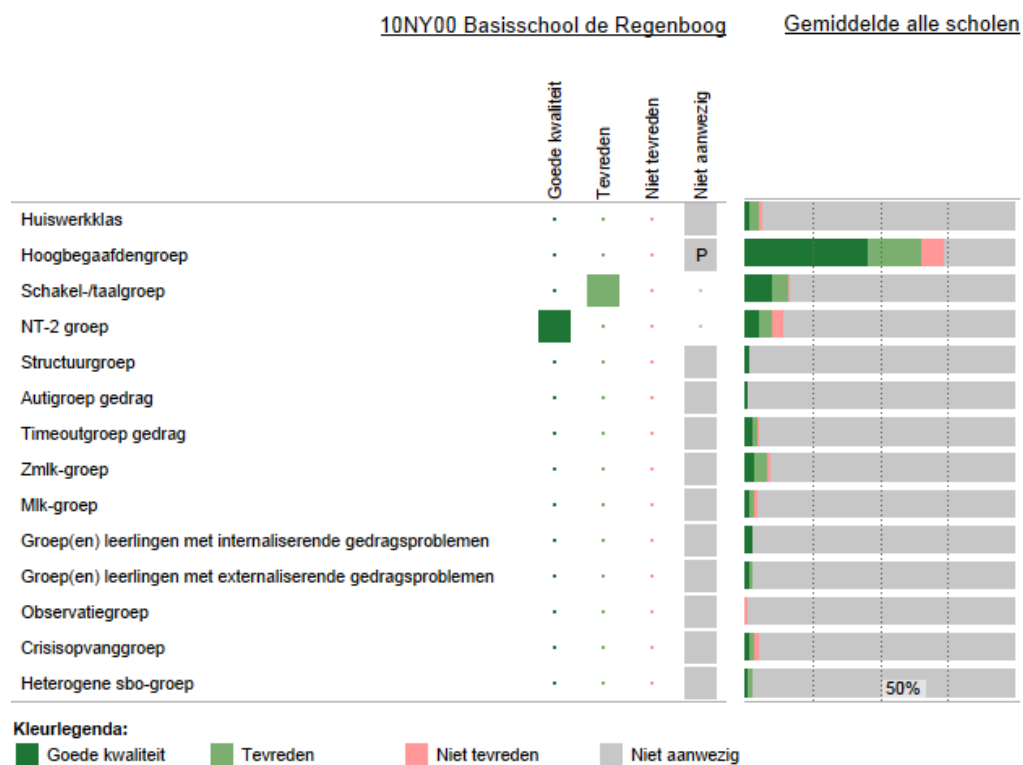 10NY00 Basisschool de Regenboog Gemiddelde alle scholen
Goede kwaliteit
Tevreden
Niet tevreden
Niet aanwezig
Huiswerkklas
Hoogbegaafdengroep P
Schakel-/taalgroep
NT-2 groep
Structuurgroep
Autigroep gedrag
Timeoutgroep gedrag
Zmlk-groep
Mlk-groep
Groep(en) leerlingen met internaliserende gedragsproblemen
Groep(en) leerlingen met externaliserende gedragsproblemen
Observatiegroep
Crisisopvanggroep
Heterogene sbo-groep 50%
Kleurlegenda:
Goede kwaliteit Tevreden Niet tevreden Niet aanwezig